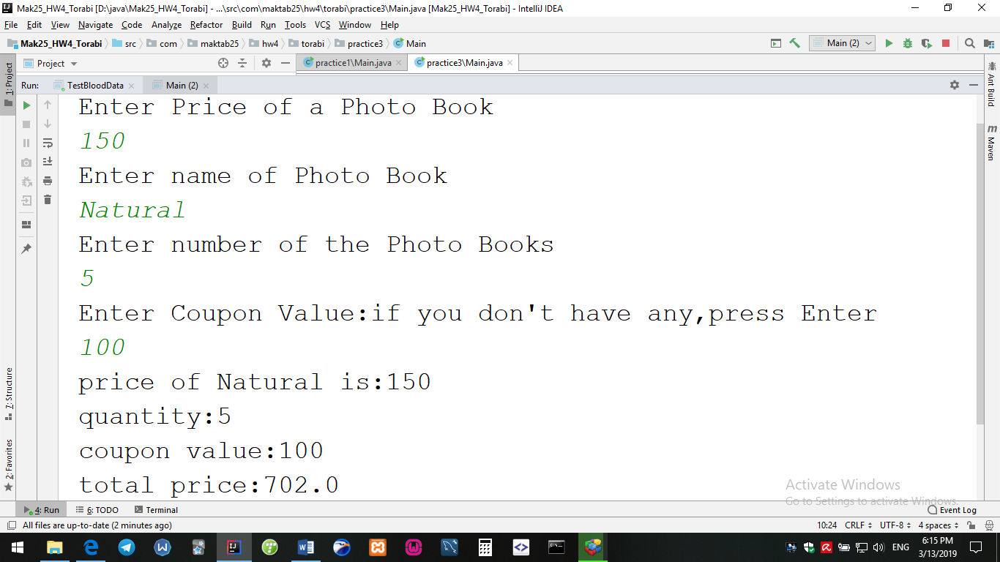 Mak25_HW4_Torabi [D:\java\Mak25_HW4_Torabi] - ...\src\com\maktab25\hw4\torabi\practice3\Main.java [Mak25_HW4_Torabi] - IntelliJ IDEA
File Edit View Navigate Code Analyze Refactor Build Run Tools VCS Window Help
Mak25_HW4_Torabi src com maktab25 hw4 torabi practice3 Main Main (2)
1: Project
Project practice1\Main.java practice3\Main.java
Ant Build
Maven
Run: TestBloodData Main (2)
Enter Price of a Photo Book
150
Enter name of Photo Book
Natural
Enter number of the Photo Books
5
Enter Coupon Value:if you don't have any,press Enter
100
price of Natural is:150
quantity:5
coupon value:100
total price:702.0
7: Structure
2: Favorites
Activate Windows
Go to Settings to activate Windows.
4: Run 6: TODO Terminal Event Log
All files are up-to-date (2 minutes ago) 10:24 CRLF UTF-8 4 spaces
ENG 6:15 PM
3/13/2019